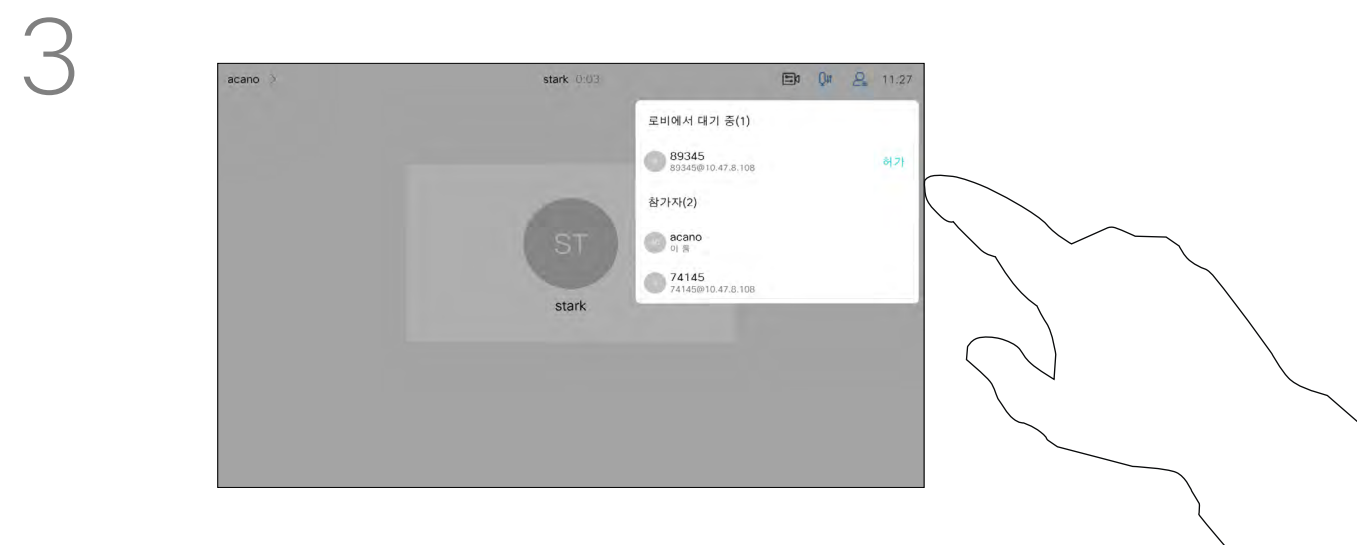 3
acano >
stark 0:03
11:27
로비에서 대기 중(1)
89345
89345@10.47.8.108
허가
참가자(2)
acano
74145
74145@10.47.8.108
ST
stark